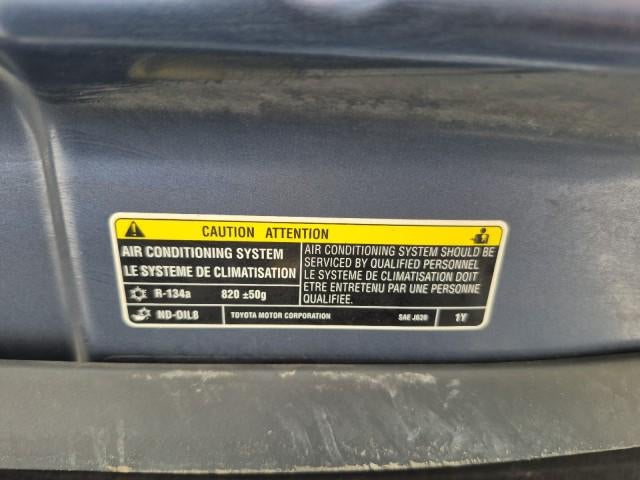 CAUTION ATTENTION
AIR CONDITIONING SYSTEM
LE SYSTEME DE CLIMATISATION
R-134a 820 ±50g
ND-OIL8
AIR CONDITIONING SYSTEM SHOULD BE
SERVICED BY QUALIFIED PERSONNEL
LE SYSTEME DE CLIMATISATION DOIT
ETRE ENTRETENU PAR UNE PERSONNE
QUALIFIEE.
TOYOTA MOTOR CORPORATION SAE J639 1Y